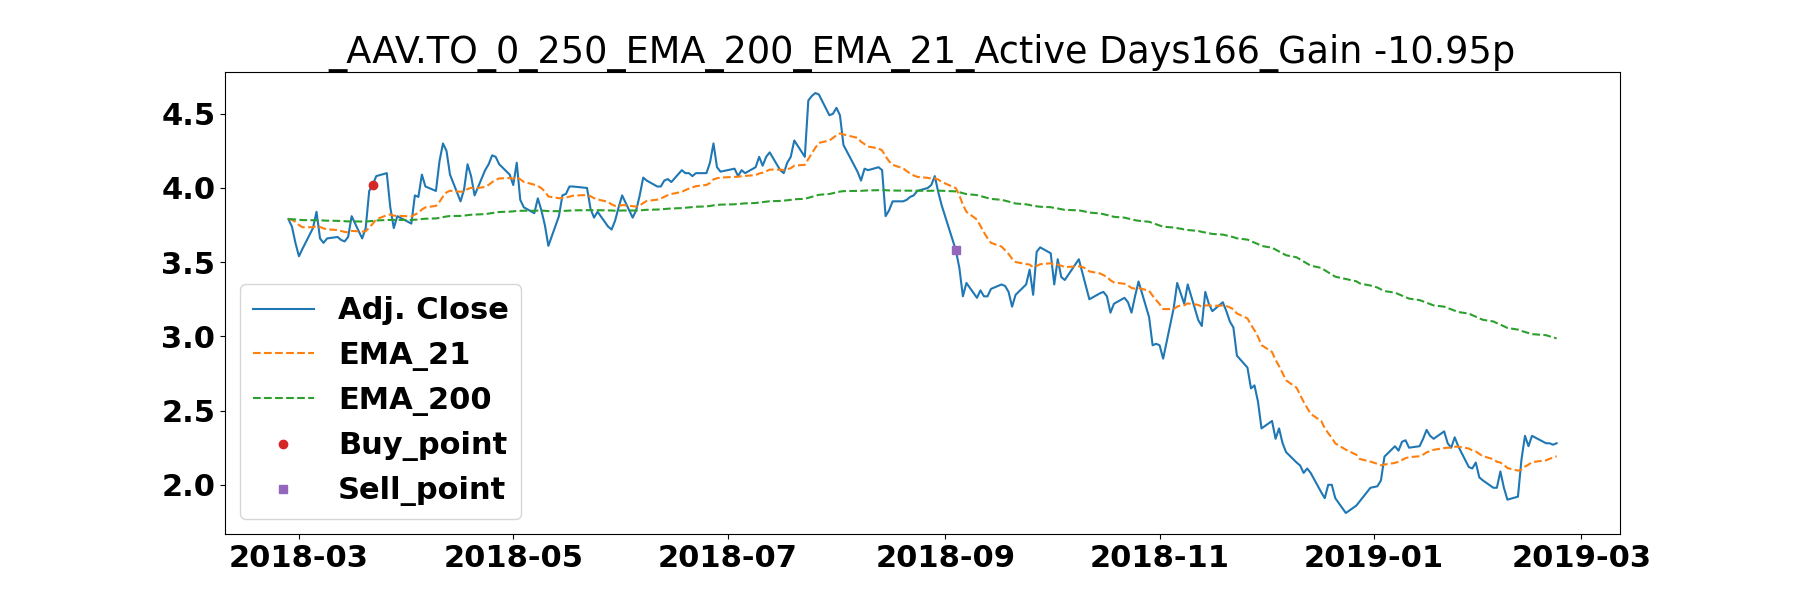 _AAV.TO_0_250_EMA_200_EMA_21_Active Days166_Gain -10.95p
4.5
4.0
3.5
3.0
2.5
2.0
Adj. Close
EMA_21
EMA_200
Buy_point
Sell_point
2018-03 2018-05 2018-07 2018-09 2018-11 2019-01 2019-03